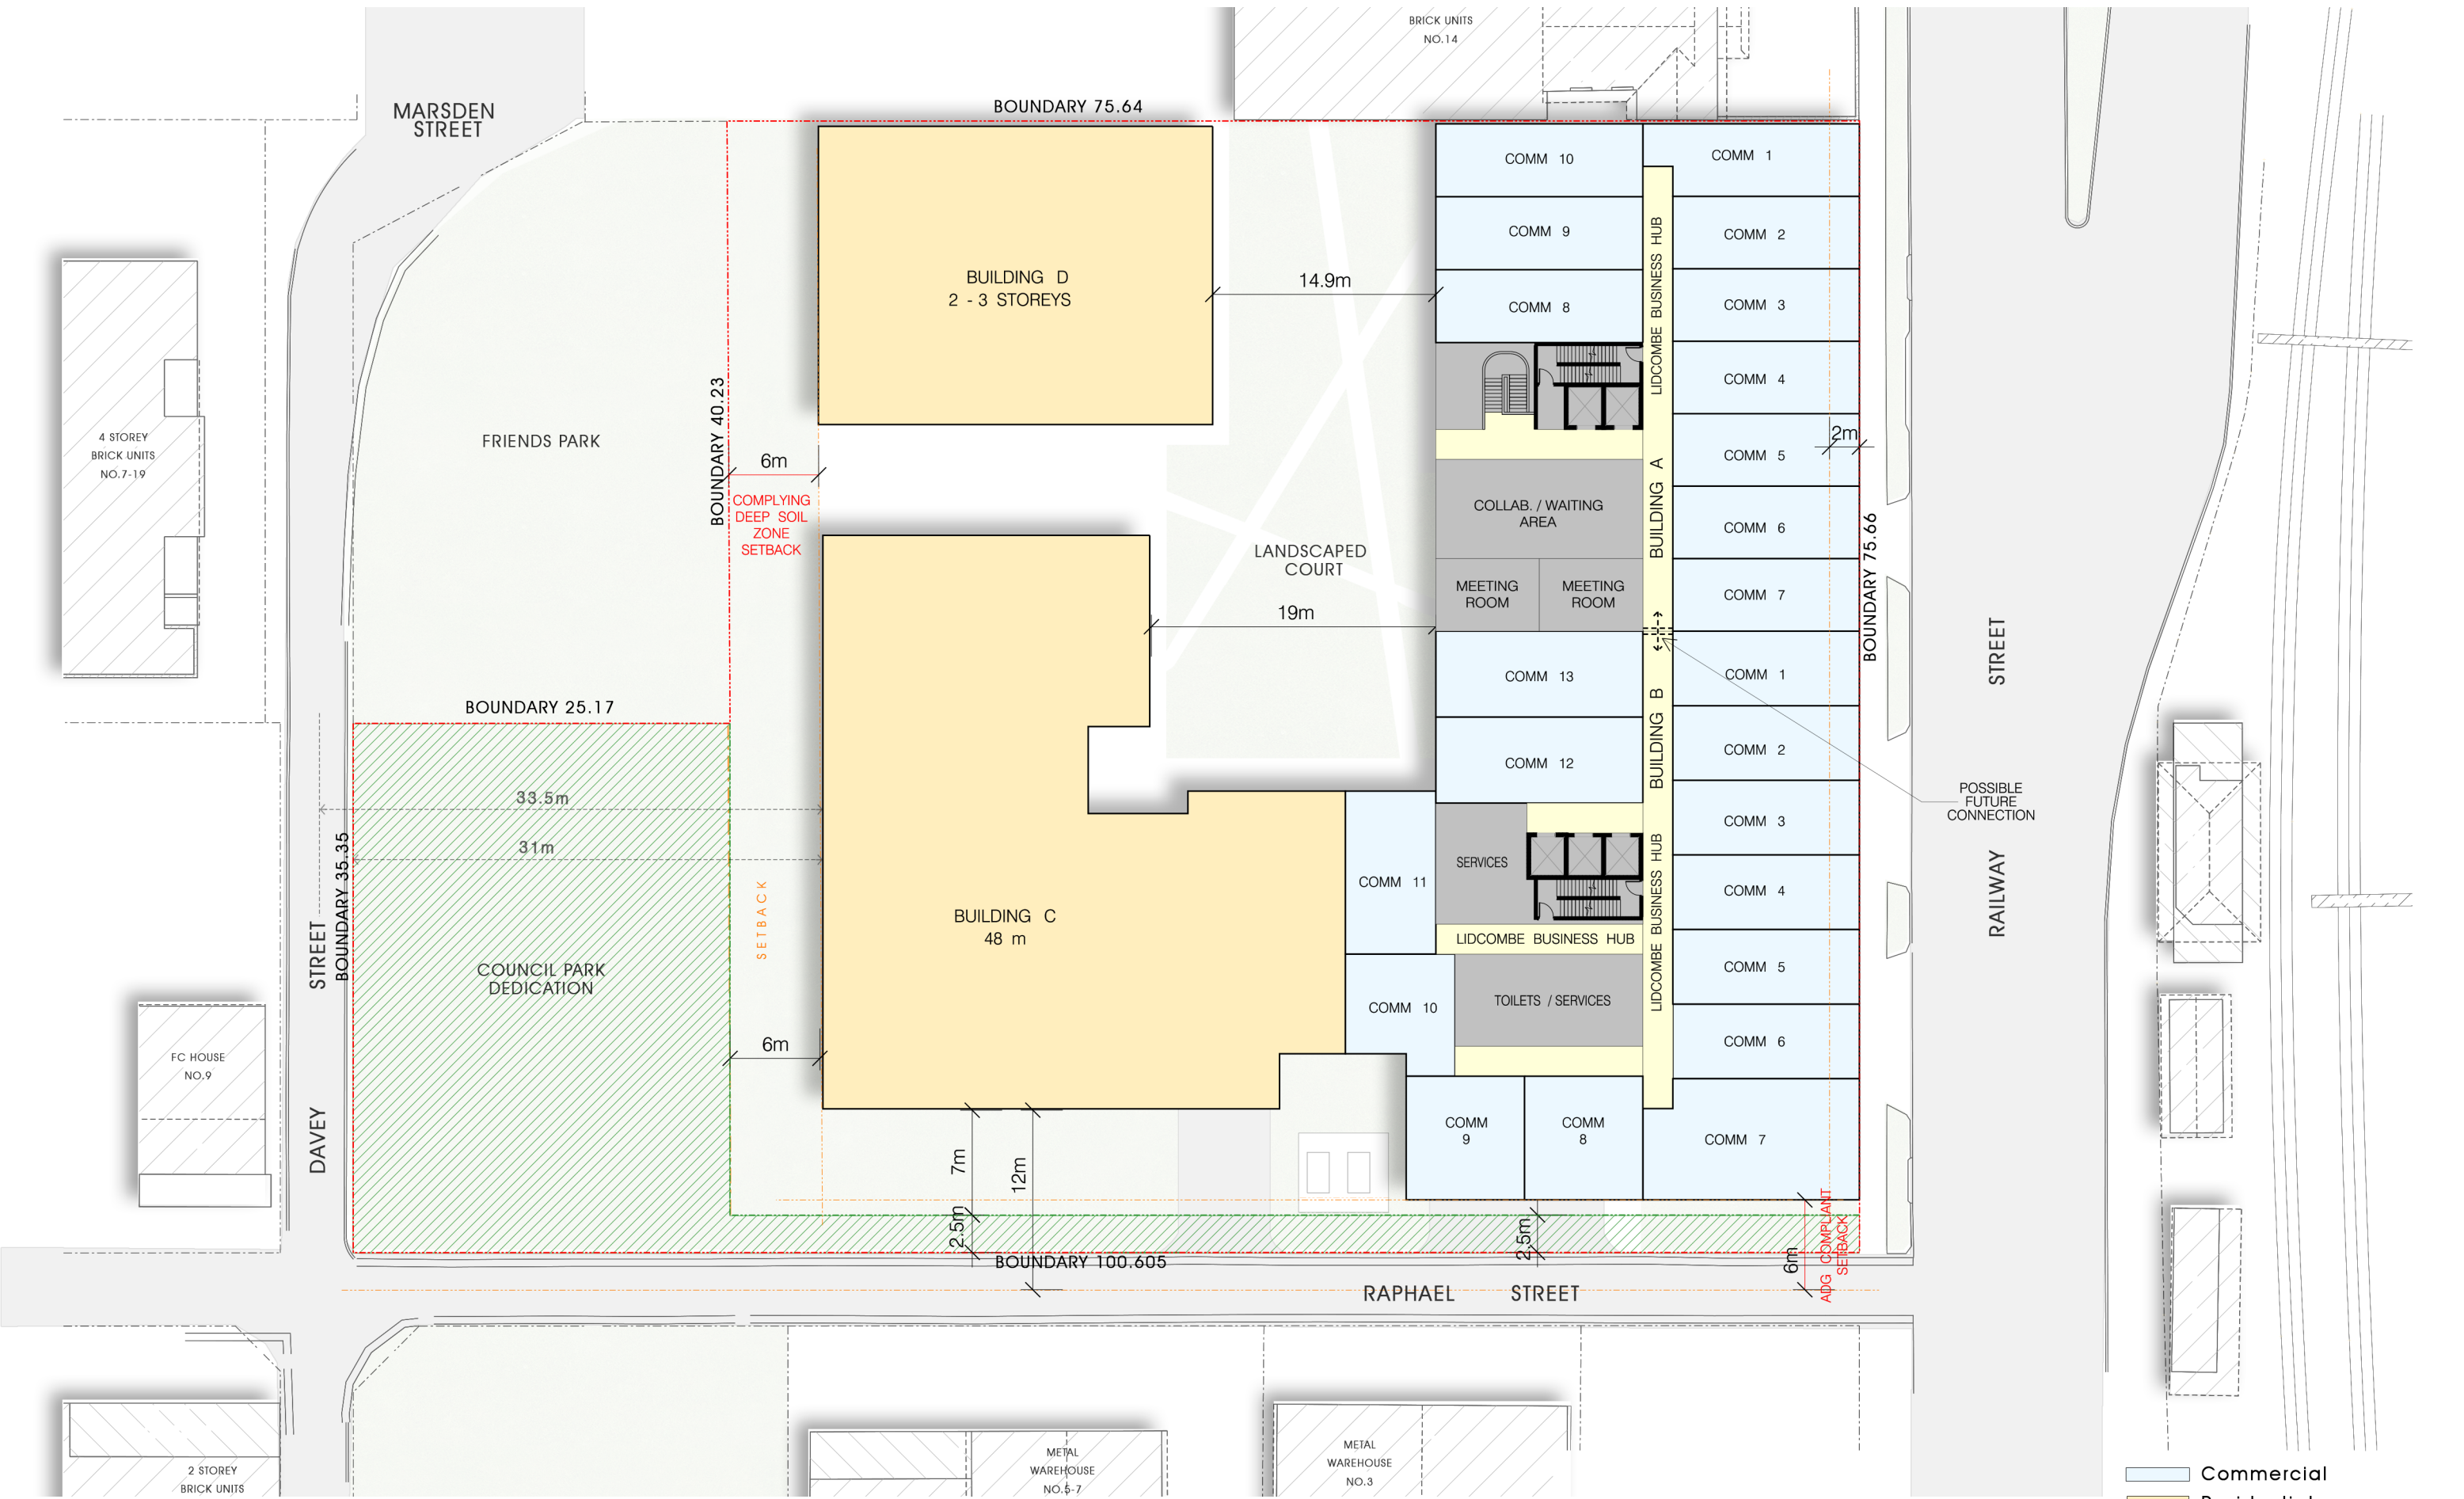 BRICK UNITS
NO.14
MARSDEN
STREET
BOUNDARY 75.64
COMM 10
COMM 1
COMM 9
COMM 2
BUILDING D
2 - 3 STOREYS
14.9m
COMM 8
COMM 3
LIDCOMBE BUSINESS HUB
COMM 4
4 STOREY
BRICK UNITS
NO.7-19
FRIENDS PARK
BOUNDARY 40.23
6m
COMPLYING
DEEP SOIL
ZONE
SETBACK
2m
COMM 5
COLLAB. / WAITING
AREA
BUILDING A
COMM 6
BOUNDARY 75.66
LANDSCAPED
COURT
MEETING
ROOM
MEETING
ROOM
COMM 7
19m
STREET
RAILWAY
COMM 13
COMM 1
BOUNDARY 25.17
BUILDING B
COMM 12
COMM 2
POSSIBLE
FUTURE
CONNECTION
33.5m
31m
COMM 3
BOUNDARY 35.35
SETBACK
COMM 11
SERVICES
COMM 4
LIDCOMBE BUSINESS HUB
BUILDING C
48 m
LIDCOMBE BUSINESS HUB
STREET
DAVEY
COUNCIL PARK
DEDICATION
COMM 5
COMM 10
TOILETS / SERVICES
6m
COMM 6
FC HOUSE
NO.9
COMM
9
COMM
8
COMM 7
7m
12m
2.5m
2.5m
6m
ADG COMPLIANT
SETBACK
BOUNDARY 100.605
RAPHAEL STREET
2 STOREY
BRICK UNITS
METAL
WAREHOUSE
NO.5-7
METAL
WAREHOUSE
NO.3
Commercial